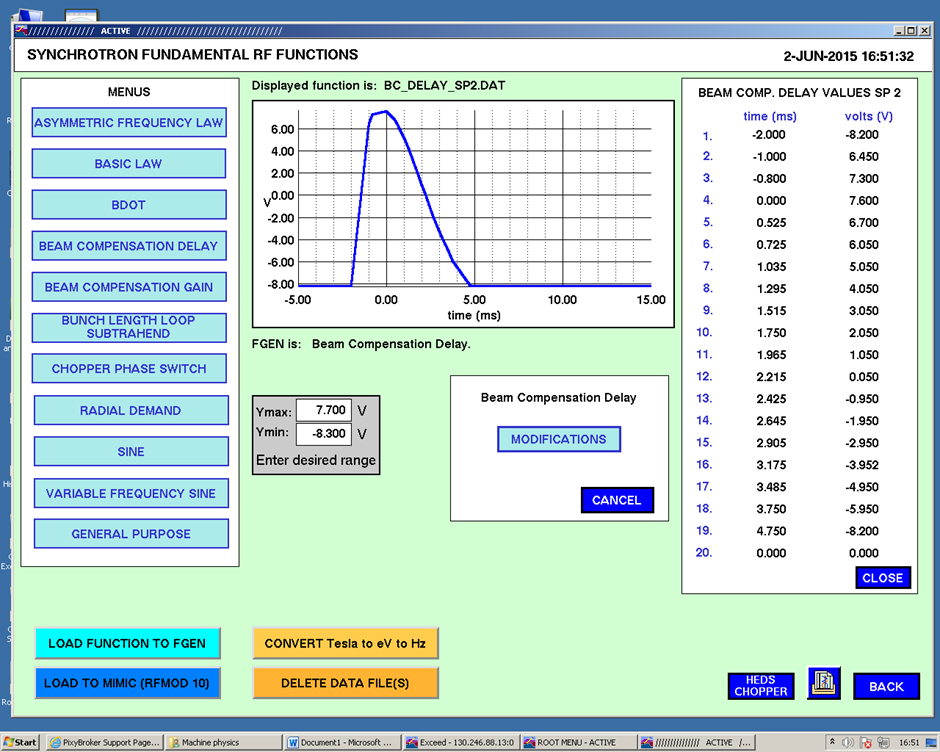 /////////////// ACTIVE /////////////////////////////////
SYNCHROTRON FUNDAMENTAL RF FUNCTIONS
2-JUN-2015 16:51:32
MENUS
ASYMMETRIC FREQUENCY LAW
BASIC LAW
BDOT
BEAM COMPENSATION DELAY
BEAM COMPENSATION GAIN
BUNCH LENGTH LOOP
SUBTRAHEND
CHOPPER PHASE SWITCH
RADIAL DEMAND
SINE
VARIABLE FREQUENCY SINE
GENERAL PURPOSE
Displayed function is: BC_DELAY_SP2.DAT
6.00
4.00
2.00
V 0.00
-2.00
-4.00
-6.00
-8.00
-5.00 0.00 5.00 10.00 15.00
time (ms)
FGEN is: Beam Compensation Delay.
Ymax: 7.700 V
Ymin: -8.300 V
Enter desired range
Beam Compensation Delay
MODIFICATIONS
CANCEL
BEAM COMP. DELAY VALUES SP 2
time (ms) volts (V)
1. -2.000 -8.200
2. -1.000 6.450
3. -0.800 7.300
4. 0.000 7.600
5. 0.525 6.700
6. 0.725 6.050
7. 1.035 5.050
8. 1.295 4.050
9. 1.515 3.050
10. 1.750 2.050
11. 1.965 1.050
12. 2.215 0.050
13. 2.425 -0.950
14. 2.645 -1.950
15. 2.905 -2.950
16. 3.175 -3.952
17. 3.485 -4.950
18. 3.750 -5.950
19. 4.750 -8.200
20. 0.000 0.000
CLOSE
LOAD FUNCTION TO FGEN
CONVERT Tesla to eV to Hz
LOAD TO MIMIC (RFMOD 10)
DELETE DATA FILE(S)
HEDS
CHOPPER
BACK
Start
PixyBroker Support Page...
Machine physics
Document1 - Microsoft ...
Exceed - 130.246.88.13:0
ROOT MENU - ACTIVE
/////////////// ACTIVE /...
16:51